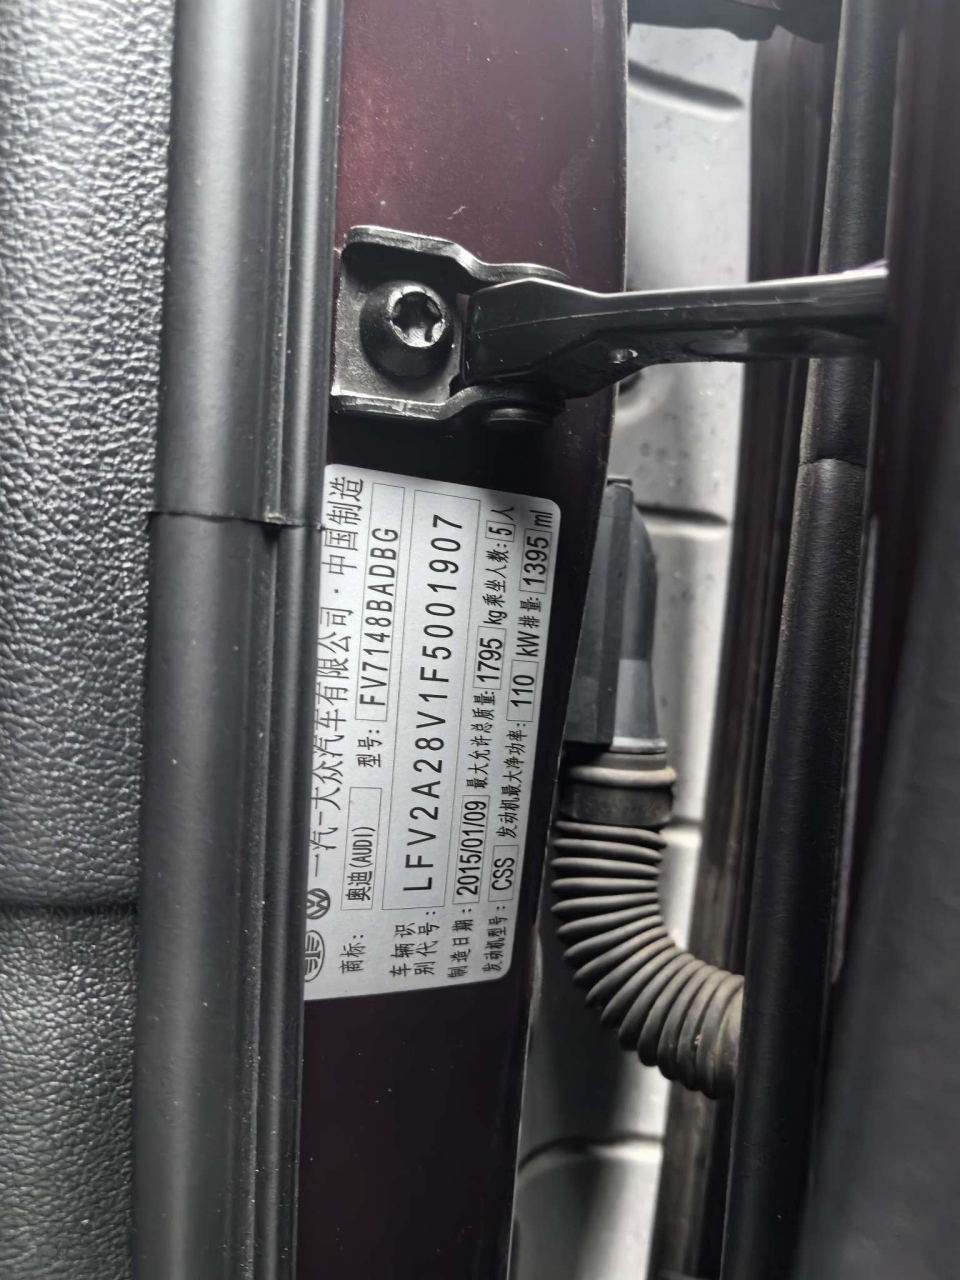 一汽-大众汽车有限公司·中国制造
商标: 奥迪(AUDI) 型号: FV7148BADBG
车辆识别代号: LFV2A28V1F5001907
制造日期: 2015/01/09 最大允许总质量: 1795 kg 乘坐人数: 5 人
发动机型号: CSS 发动机最大净功率: 110 kW 排量: 1395 ml